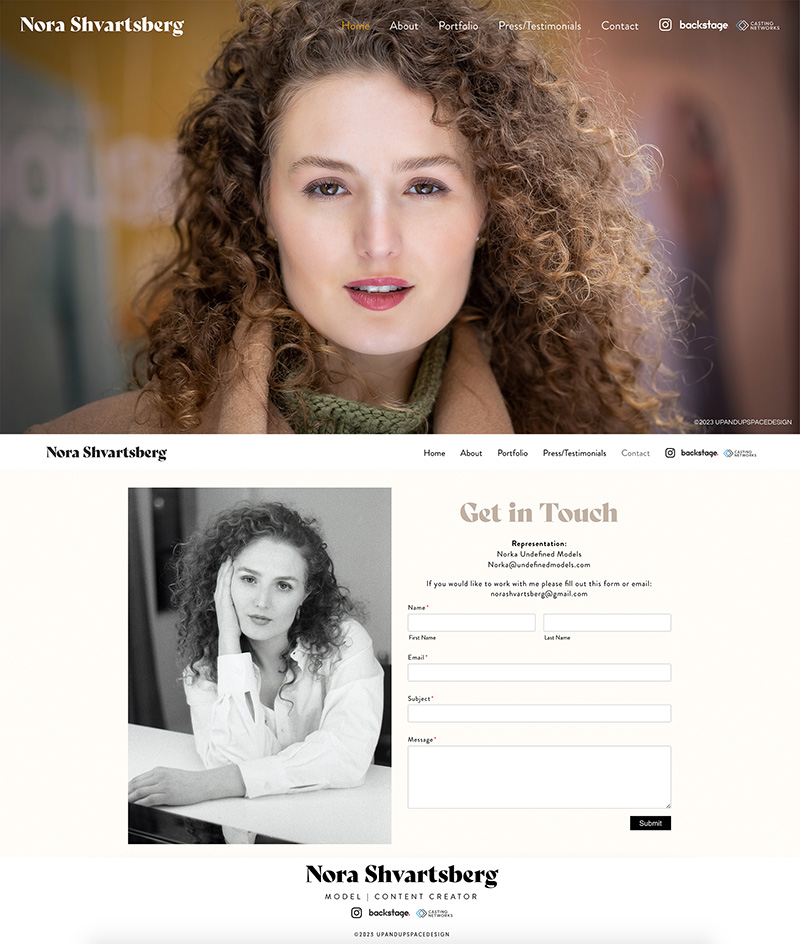 Nora Shvartsberg
Home About Portfolio Press/Testimonials Contact backstage CASTING NETWORKS
©2023 UPANDUPSPACEDESIGN
Nora Shvartsberg
Home About Portfolio Press/Testimonials Contact backstage. CASTING NETWORKS
Get in Touch
Representation:
Norka Undefined Models
Norka@undefinedmodels.com
If you would like to work with me please fill out this form or email:
norashvartsberg@gmail.com
Name*
First Name Last Name
Email*
Subject*
Message*
Submit
Nora Shvartsberg
MODEL | CONTENT CREATOR
backstage. CASTING NETWORKS
©2023 UPANDUPSPACEDESIGN